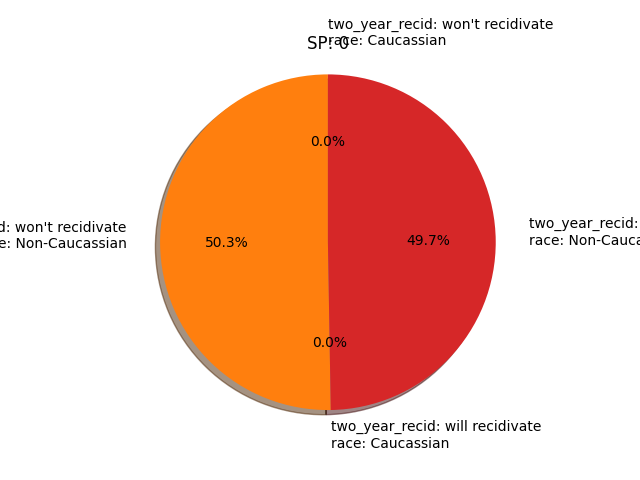 two_year_recid: won't recidivate
race: Caucassian
SP: 0
0.0%
d: won't recidivate
e: Non-Caucassian
50.3%
49.7%
two_year_recid:
race: Non-Cauca
0.0%
two_year_recid: will recidivate
race: Caucassian